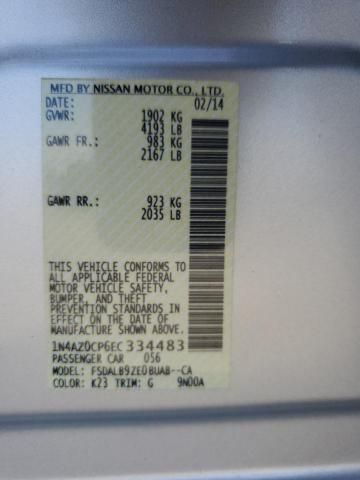 MFD BY NISSAN MOTOR CO., LTD.
DATE: 02/14
GVWR: 1902 KG
4193 LB
GAWR FR.: 983 KG
2167 LB
GAWR RR.: 923 KG
2035 LB
THIS VEHICLE CONFORMS TO
ALL APPLICABLE FEDERAL
MOTOR VEHICLE SAFETY,
BUMPER, AND THEFT
PREVENTION STANDARDS
IN EFFECT ON THE DATE OF
MANUFACTURE SHOWN ABOVE.
1N4AZ0CP6EC334483
PASSENGER CAR 056
MODEL: FSDALB9ZE0BUAB--CA
COLOR: K23 TRIM: G 9N00A